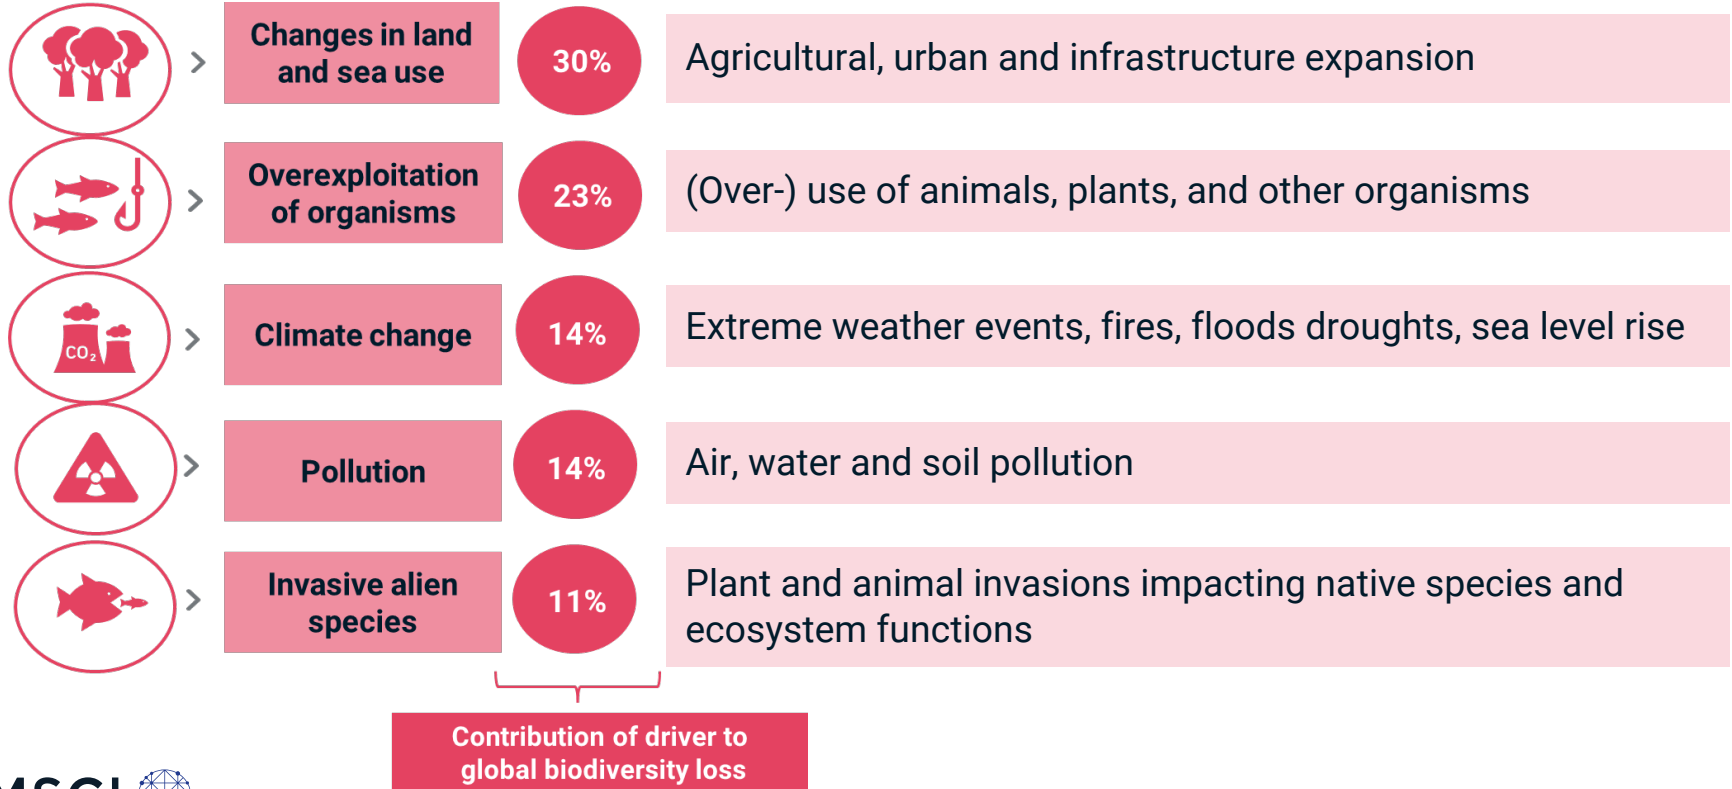 Changes in land
and sea use
30%
Agricultural, urban and infrastructure expansion
Overexploitation
of organisms
23%
(Over-) use of animals, plants, and other organisms
CO₂
Climate change
14%
Extreme weather events, fires, floods droughts, sea level rise
Pollution
14%
Air, water and soil pollution
Invasive alien
species
11%
Plant and animal invasions impacting native species and
ecosystem functions
Contribution of driver to
global biodiversity loss
MSCI